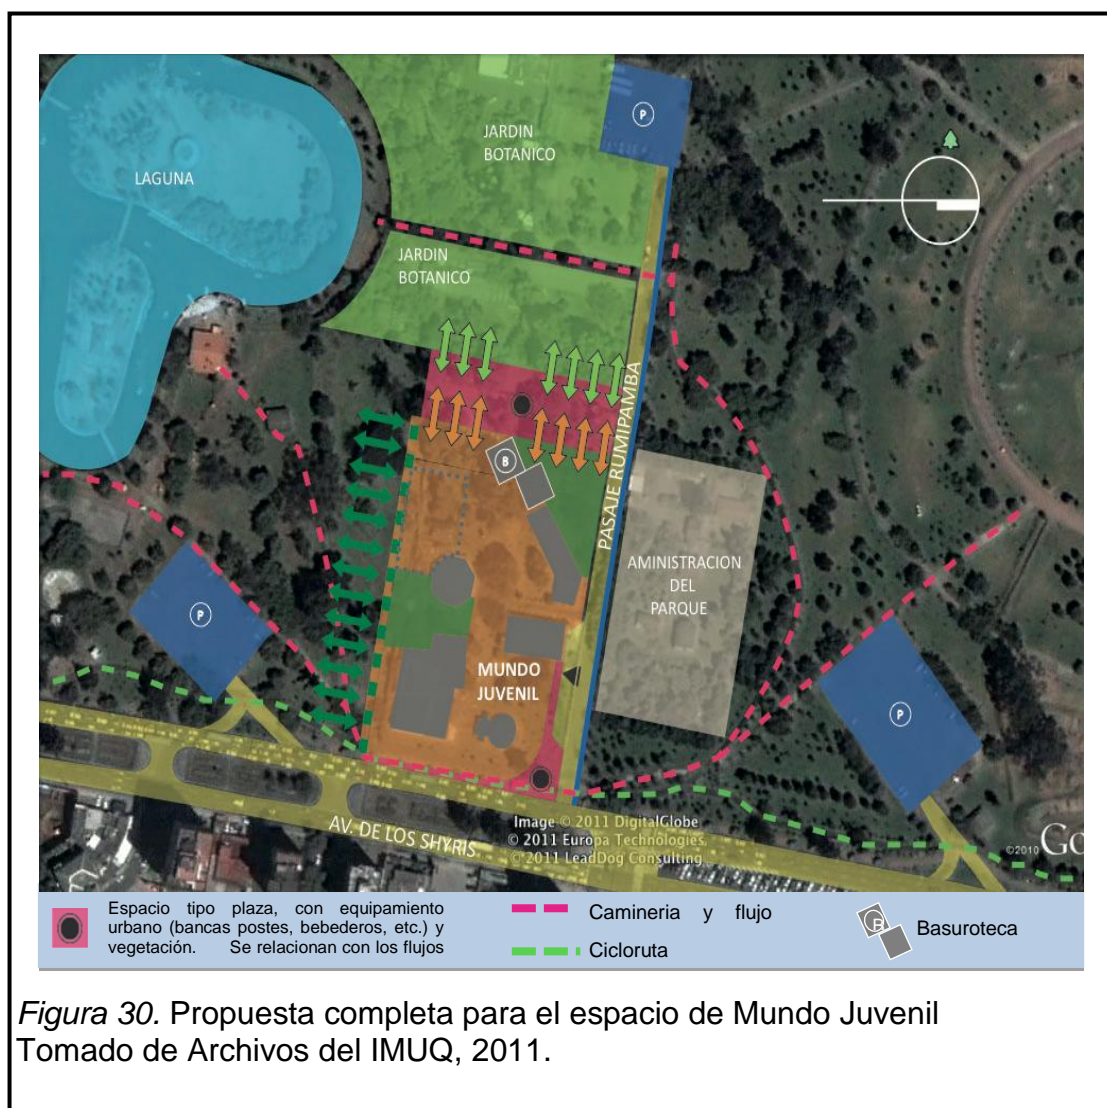 JARDIN
BOTANICO
P
LAGUNA
JARDIN
BOTANICO
PASAJE RUMIPAMBA
B
AMINISTRACION
DEL
PARQUE
P
MUNDO
JUVENIL
P
AV. DE LOS SHYRIS
Image © 2011 DigitalGlobe
© 2011 Europa Technologies
© 2011 LeadDog Consulting
©2010 Go
Espacio tipo plaza, con equipamiento
urbano (bancas postes, bebederos, etc.) y
vegetación. Se relacionan con los flujos
Camineria y flujo
Cicloruta
B
Basuroteca
Figura 30. Propuesta completa para el espacio de Mundo Juvenil
Tomado de Archivos del IMUQ, 2011.